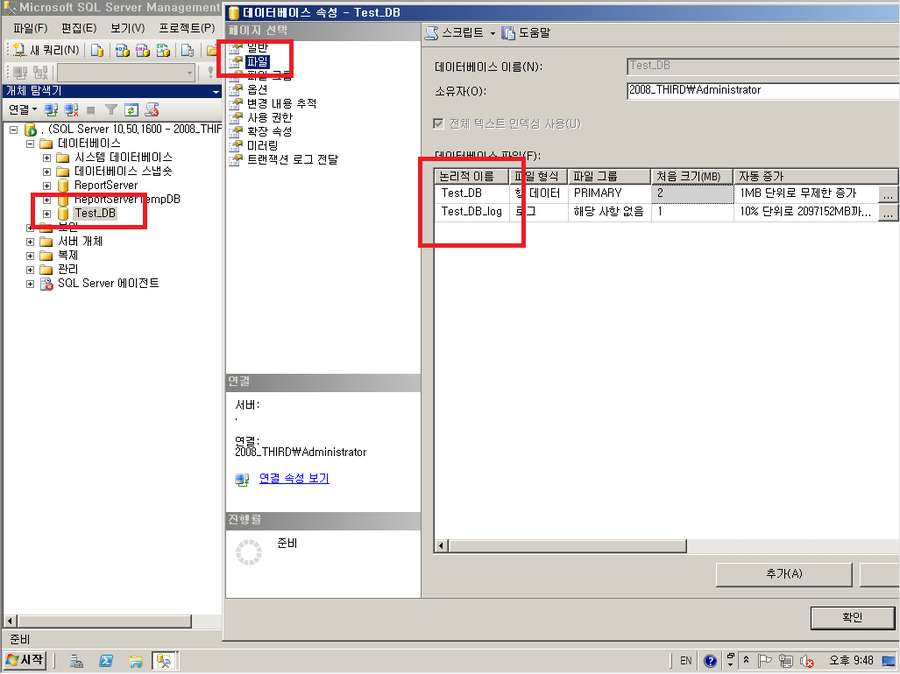 Microsoft SQL Server Management
파일(F) 편집(E) 보기(V) 프로젝트(P)
새 쿼리(N)
개체 탐색기
연결
. (SQL Server 10.50.1600 - 2008_THIF
데이터베이스
시스템 데이터베이스
데이터베이스 스냅숏
ReportServer
ReportServerTempDB
Test_DB
보안
서버 개체
복제
관리
SQL Server 에이전트
준비
데이터베이스 속성 - Test_DB
페이지 선택
일반
파일
파일 그룹
옵션
변경 내용 추적
사용 권한
확장 속성
미러링
트랜잭션 로그 전달
연결
서버:
.
연결:
2008_THIRD₩Administrator
연결 속성 보기
진행률
준비
스크립트 도움말
데이터베이스 이름(N): Test_DB
소유자(O): 2008_THIRD₩Administrator
전체 텍스트 인덱싱 사용(U)
데이터베이스 파일(F):
논리적 이름 파일 형식 파일 그룹 처음 크기(MB) 자동 증가
Test_DB 행 데이터 PRIMARY 2 1MB 단위로 무제한 증가 ...
Test_DB_log 로그 해당 사항 없음 1 10% 단위로 2097152MB까... ...
추가(A)
확인
시작 EN 오후 9:48